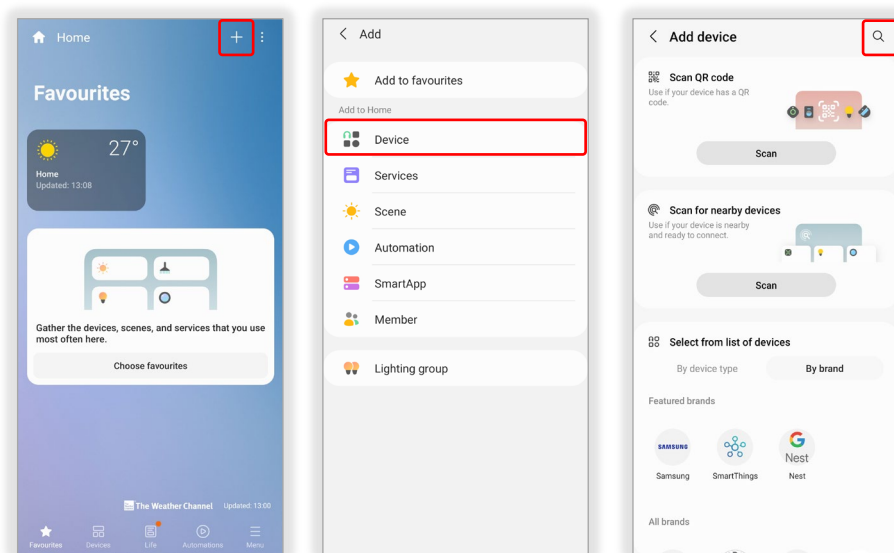 Home
Favourites
27°
Home
Updated: 13:08
Gather the devices, scenes, and services that you use
most often here.
Choose favourites
The Weather Channel Updated: 13:00
Favourites Devices Life Automations Menu
Add
Add to favourites
Add to Home
Device
Services
Scene
Automation
SmartApp
Member
Lighting group
Add device
Scan QR code
Use if your device has a QR
code.
Scan
Scan for nearby devices
Use if your device is nearby
and ready to connect.
Scan
Select from list of devices
By device type By brand
Featured brands
SAMSUNG
G
Nest
Samsung SmartThings Nest
All brands